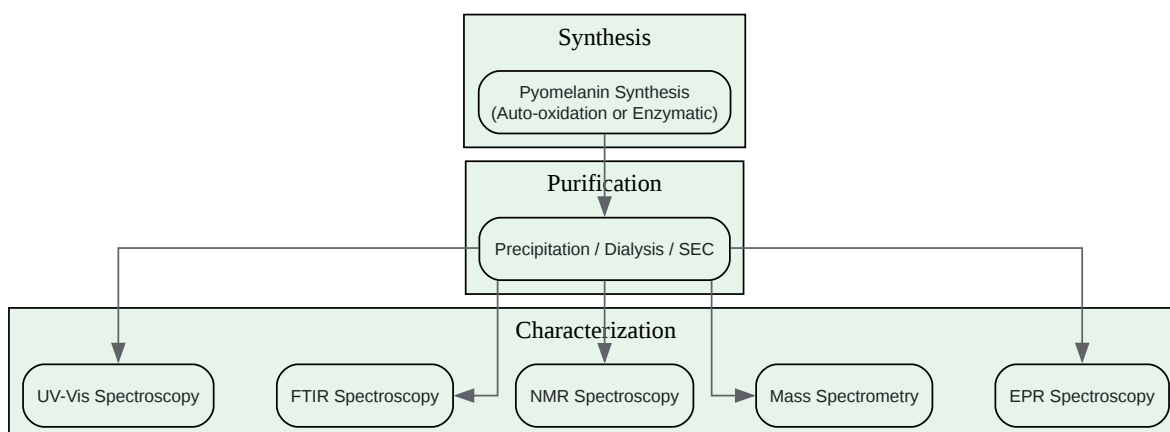 Synthesis
Pyomelanin Synthesis
(Auto-oxidation or Enzymatic)
Purification
Precipitation / Dialysis / SEC
Characterization
UV-Vis Spectroscopy
FTIR Spectroscopy
NMR Spectroscopy
Mass Spectrometry
EPR Spectroscopy